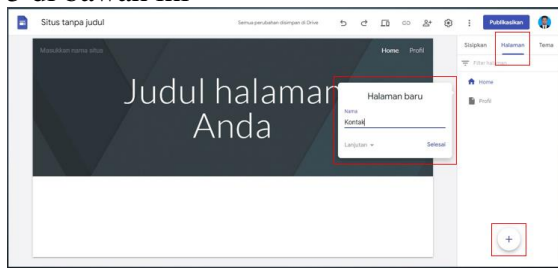 Situs tanpa judul
Semua perubahan disimpan di Drive
Publikasikan
Sisipkan Halaman Tema
Masukkan nama situs
Home Profil
Home
Profil
Judul halaman
Anda
Halaman baru
Nama
Kontak
Lanjutan
Selesai